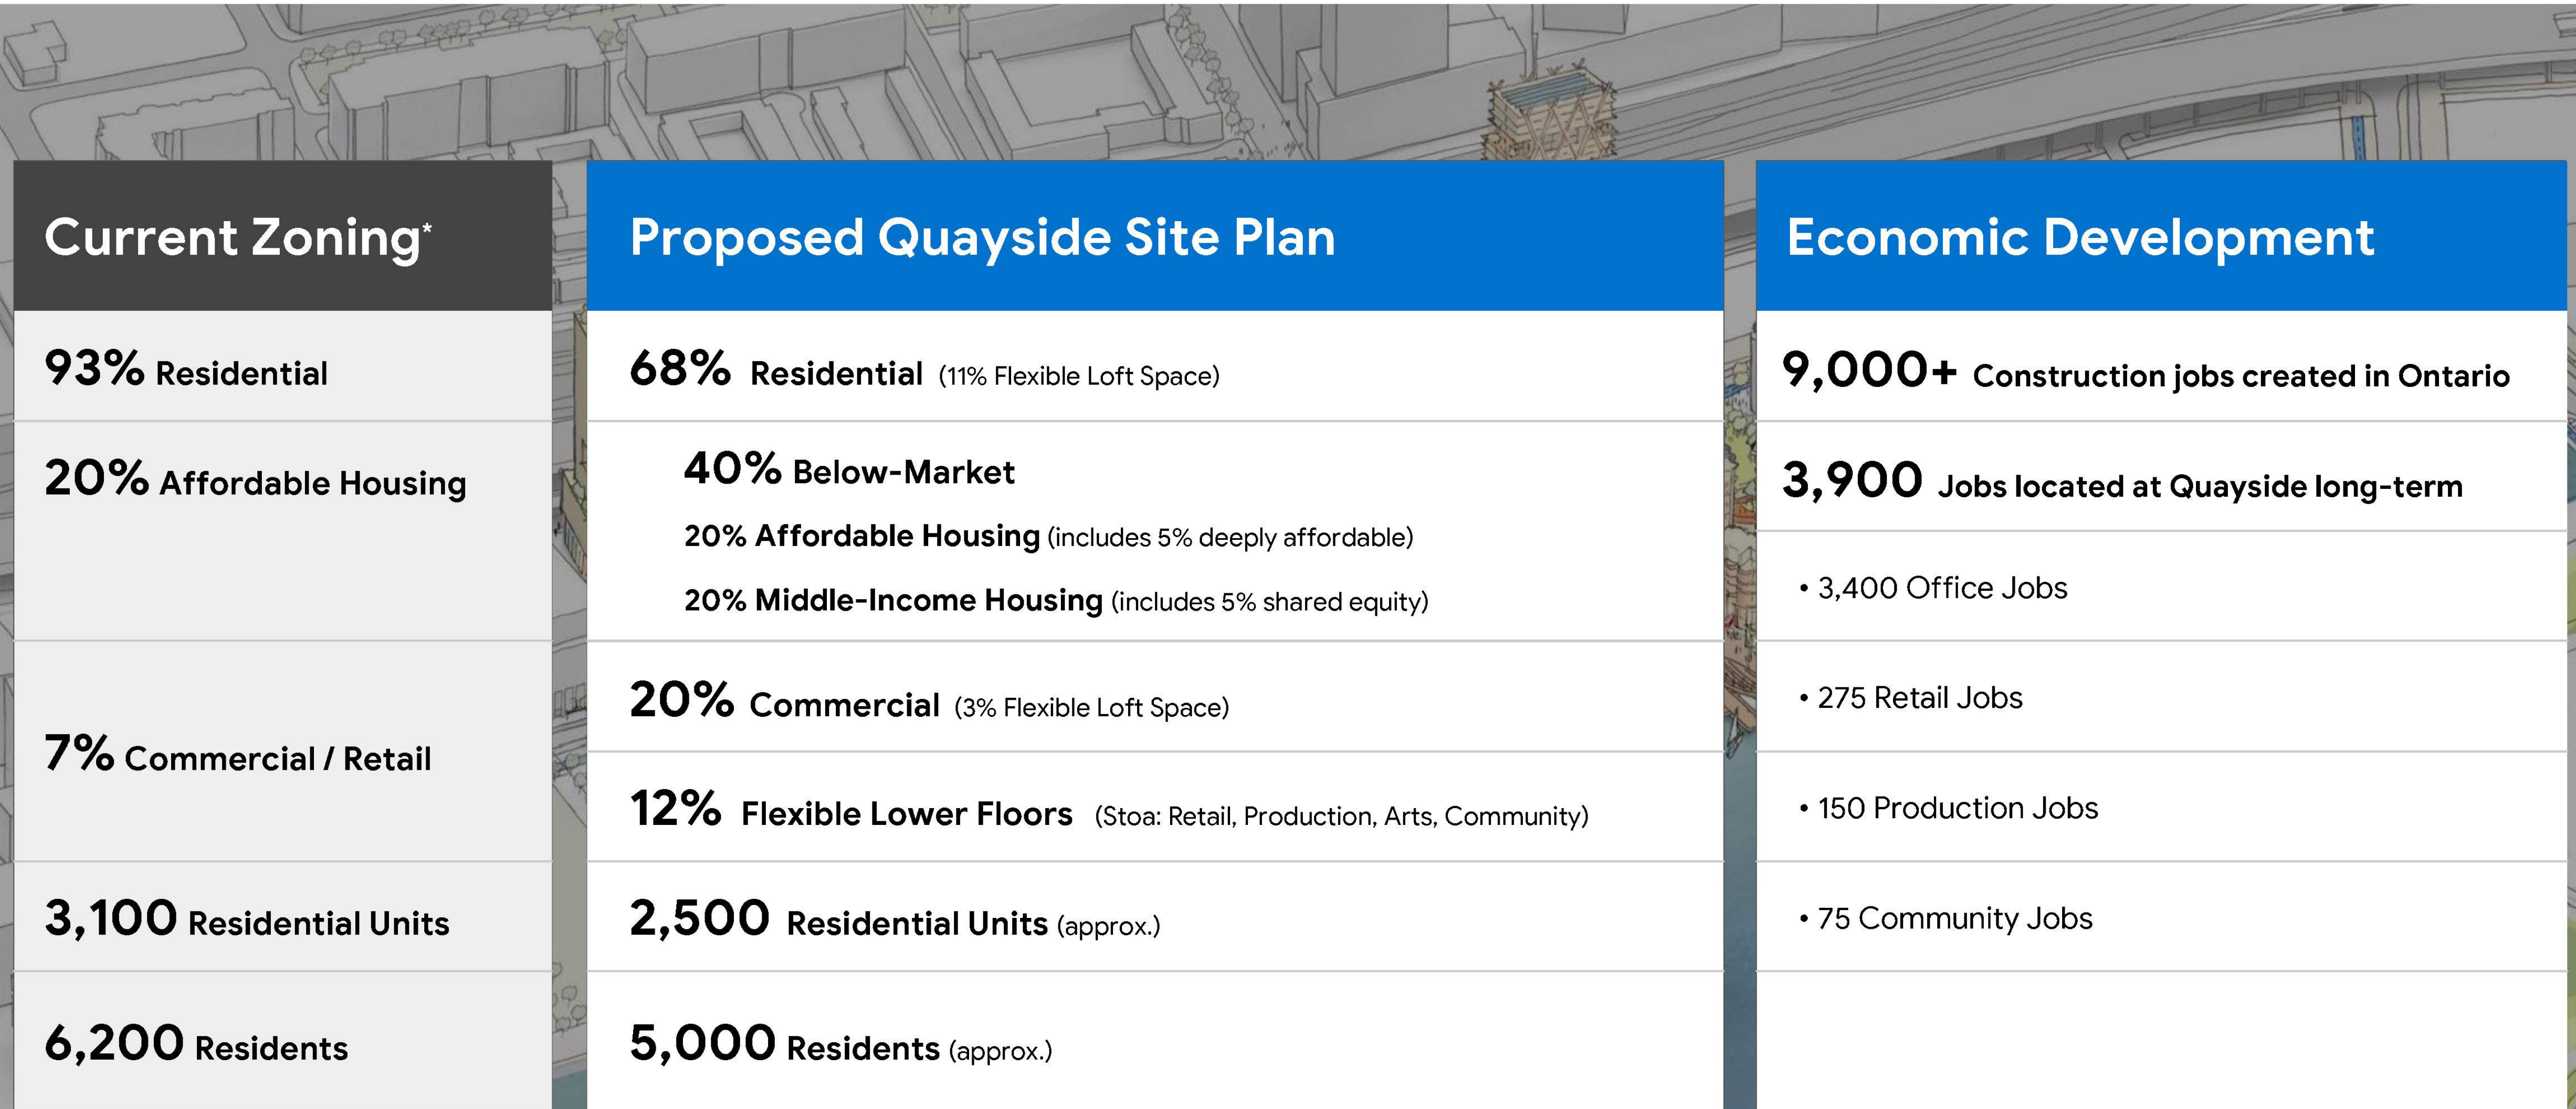 Current Zoning*
93% Residential
20% Affordable Housing
7% Commercial / Retail
3,100 Residential Units
6,200 Residents
Proposed Quayside Site Plan
68% Residential (11% Flexible Loft Space)
40% Below-Market
20% Affordable Housing (includes 5% deeply affordable)
20% Middle-Income Housing (includes 5% shared equity)
20% Commercial (3% Flexible Loft Space)
12% Flexible Lower Floors (Stoa: Retail, Production, Arts, Community)
2,500 Residential Units (approx.)
5,000 Residents (approx.)
Economic Development
9,000+ Construction jobs created in Ontario
3,900 Jobs located at Quayside long-term
• 3,400 Office Jobs
• 275 Retail Jobs
• 150 Production Jobs
• 75 Community Jobs